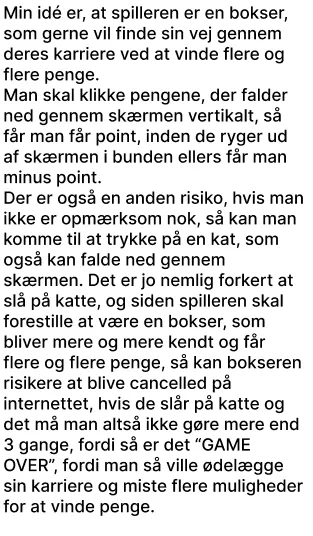 Min idé er, at spilleren er en bokser,
som gerne vil finde sin vej gennem
deres karriere ved at vinde flere og
flere penge.
Man skal klikke pengene, der falder
ned gennem skærmen vertikalt, så
får man får point, inden de ryger ud
af skærmen i bunden ellers får man
minus point.
Der er også en anden risiko, hvis man
ikke er opmærksom nok, så kan man
komme til at trykke på en kat, som
også kan falde ned gennem
skærmen. Det er jo nemlig forkert at
slå på katte, og siden spilleren skal
forestille at være en bokser, som
bliver mere og mere kendt og får
flere og flere penge, så kan bokseren
risikere at blive cancelled på
internettet, hvis de slår på katte og
det må man altså ikke gøre mere end
3 gange, fordi så er det “GAME
OVER”, fordi man så ville ødelægge
sin karriere og miste flere muligheder
for at vinde penge.